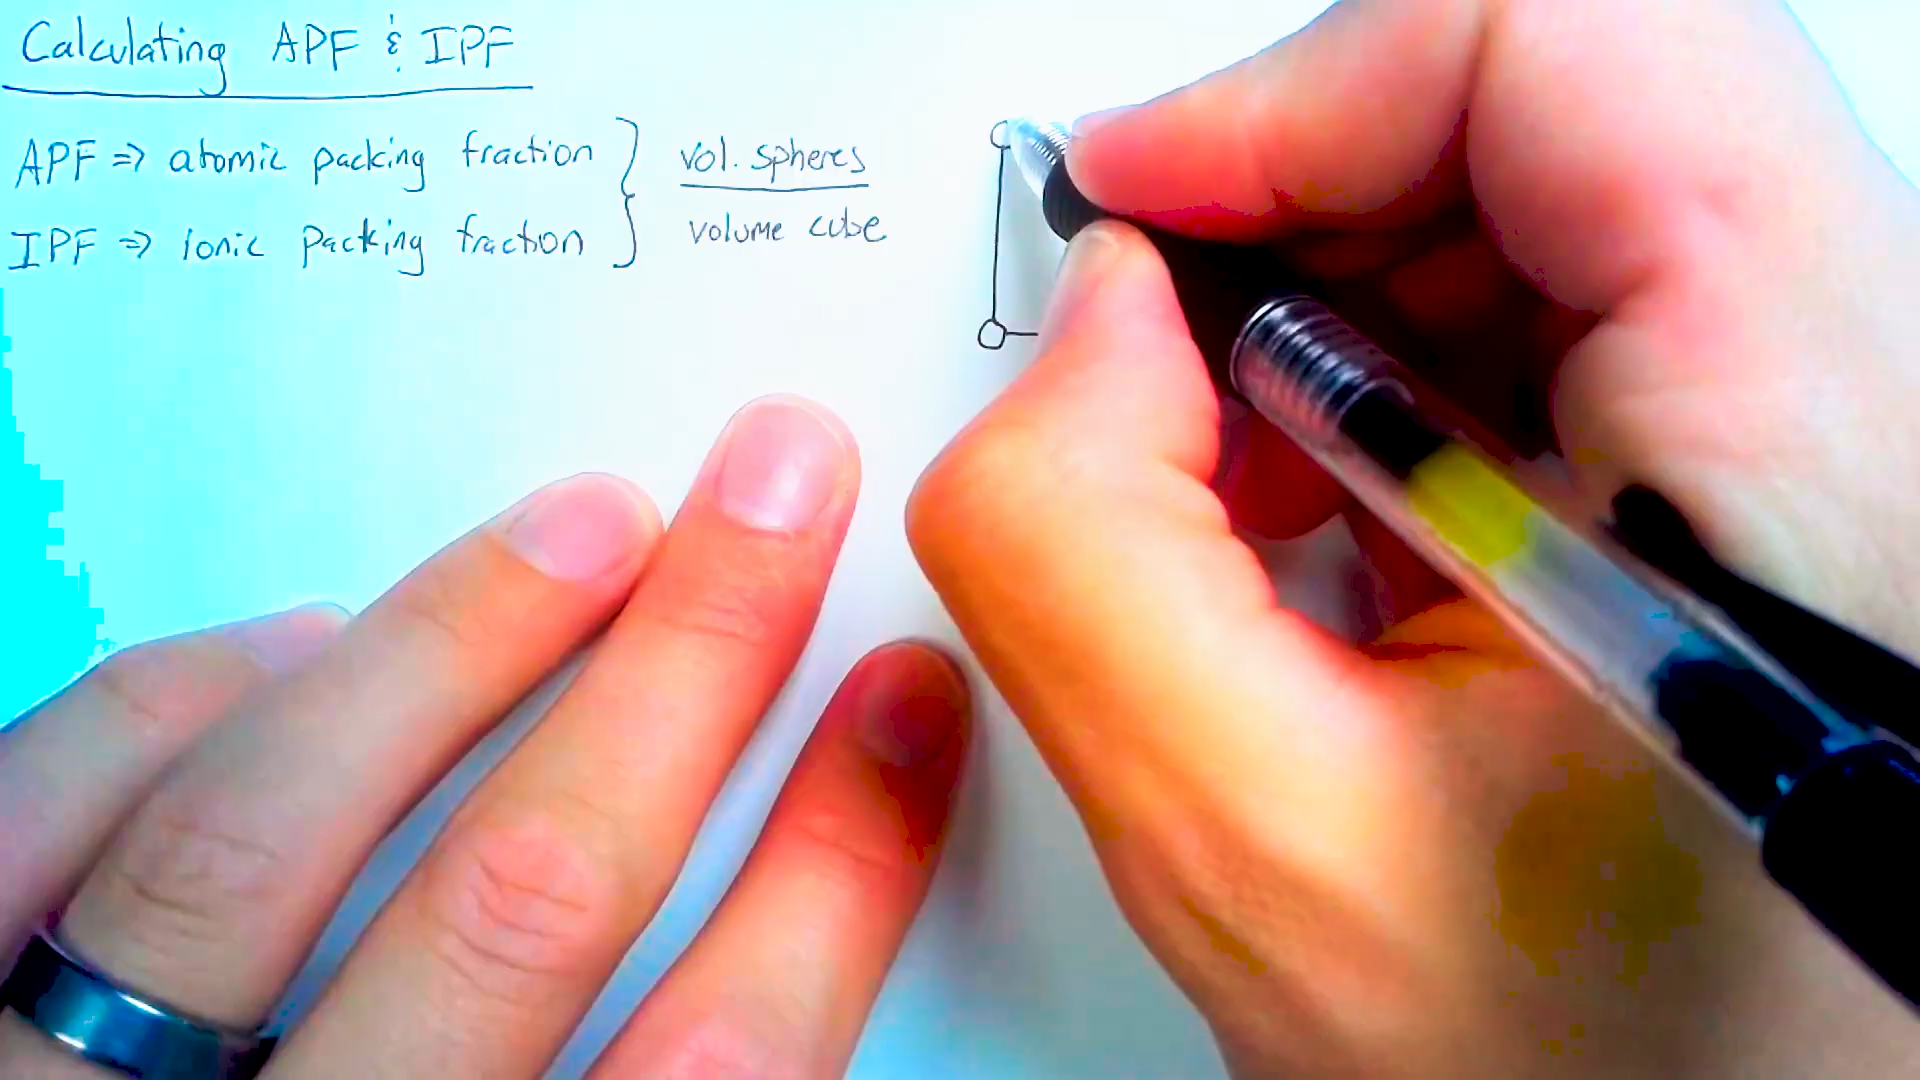 Calculating APF & IPF
APF => atomic packing fraction } vol. spheres
IPF => Ionic packing fraction } volume cube